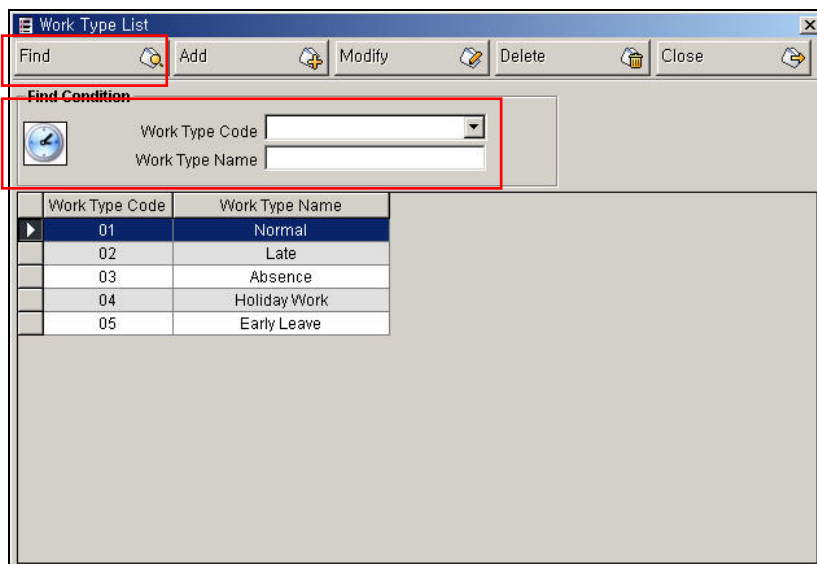 Work Type List
Find Add Modify Delete Close
Find Condition
Work Type Code
Work Type Name
Work Type Code Work Type Name
01 Normal
02 Late
03 Absence
04 Holiday Work
05 Early Leave